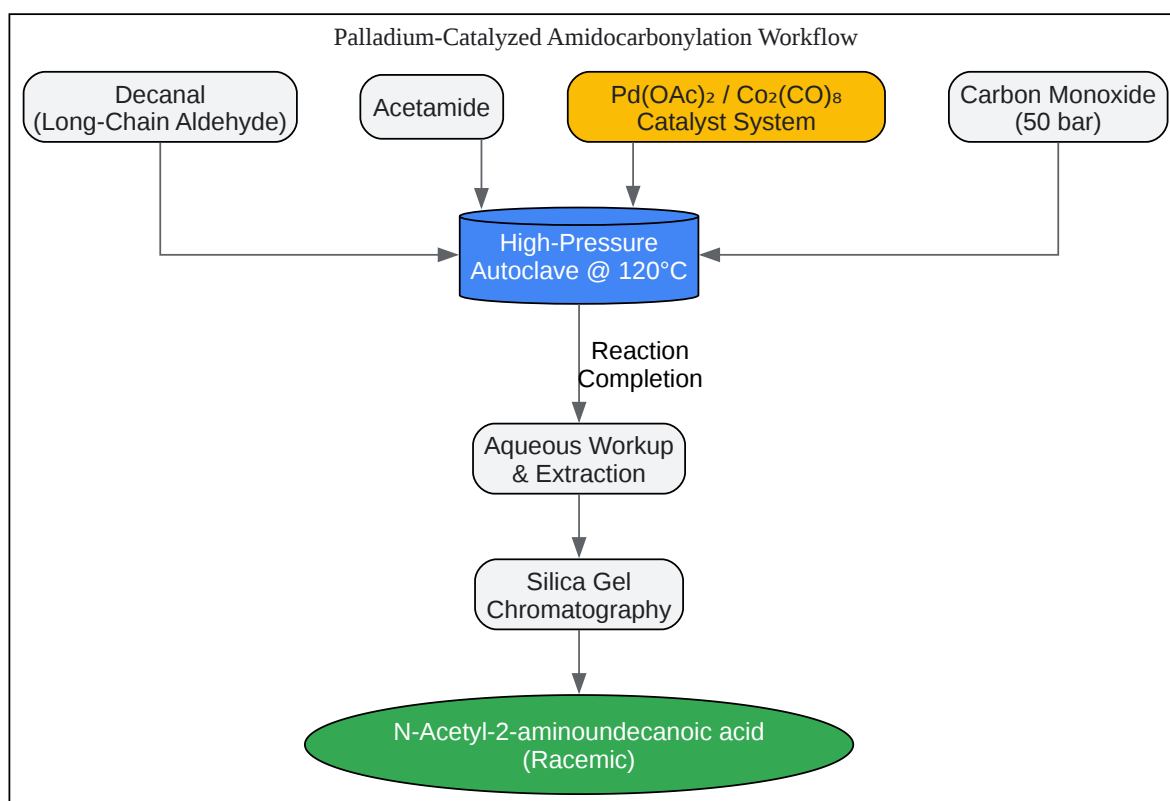 Palladium-Catalyzed Amidocarbonylation Workflow
Decanal
(Long-Chain Aldehyde)
Acetamide
Pd(OAc)₂ / Co₂(CO)₈
Catalyst System
Carbon Monoxide
(50 bar)
High-Pressure
Autoclave @ 120°C
Reaction
Completion
Aqueous Workup
& Extraction
Silica Gel
Chromatography
N-Acetyl-2-aminoundecanoic acid
(Racemic)